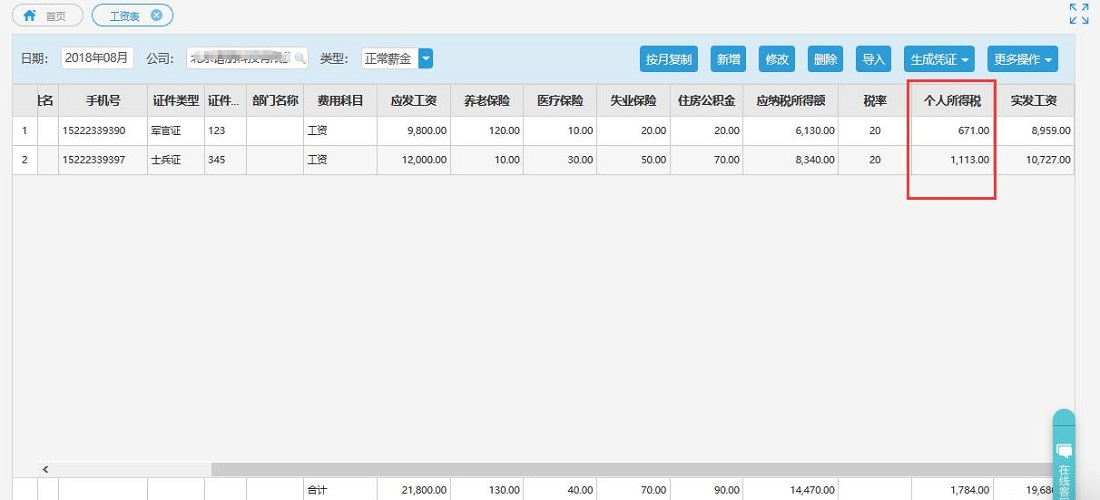 首页 工资表
日期: 2018年08月 公司: 类型: 正常薪金 按月复制 新增 修改 删除 导入 生成凭证 更多操作
手机号 证件类型 证件... 部门名称 费用科目 应发工资 养老保险 医疗保险 失业保险 住房公积金 应纳税所得额 税率 个人所得税 实发工资
1 15222339390 军官证 123 工资 9,800.00 120.00 10.00 20.00 20.00 6,130.00 20 671.00 8,959.00
2 15222339397 士兵证 345 工资 12,000.00 10.00 30.00 50.00 70.00 8,340.00 20 1,113.00 10,727.00
合计 21,800.00 130.00 40.00 70.00 90.00 14,470.00 1,784.00 19,68
在线客